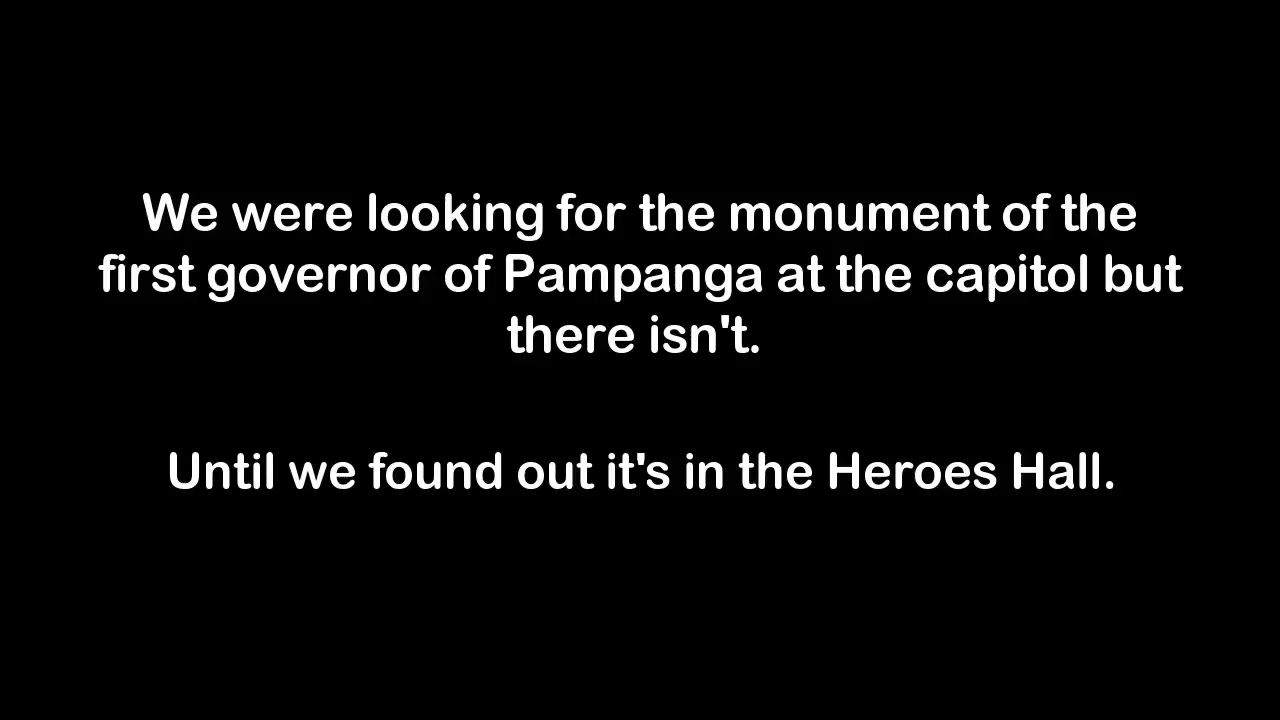 We were looking for the monument of the
first governor of Pampanga at the capitol but
there isn't.
Until we found out it's in the Heroes Hall.